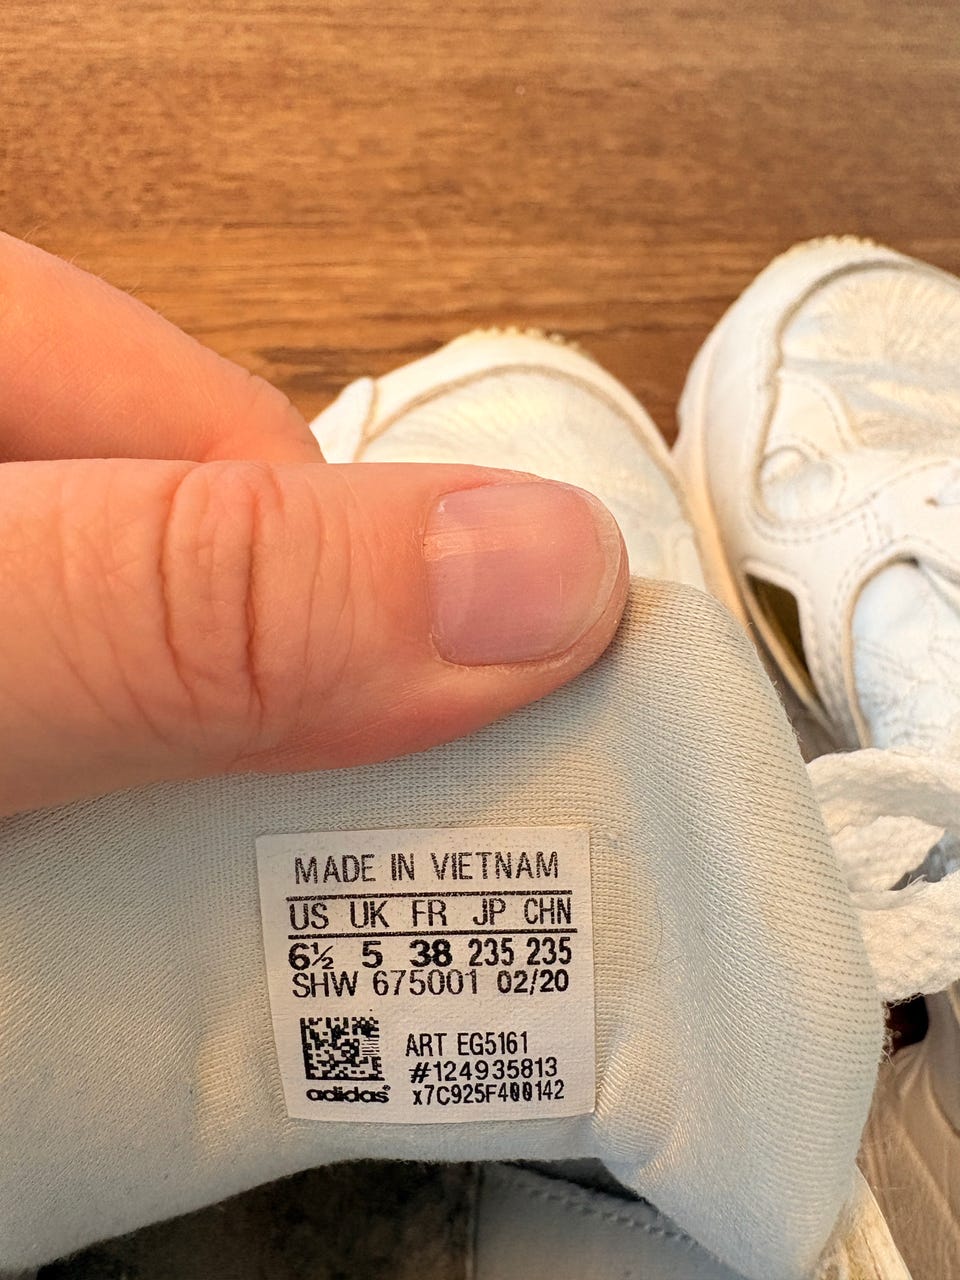 MADE IN VIETNAM
US UK FR JP CHN
6½ 5 38 235 235
SHW 675001 02/20
ART EG5161
#124935813
adidas® x7C925F400142